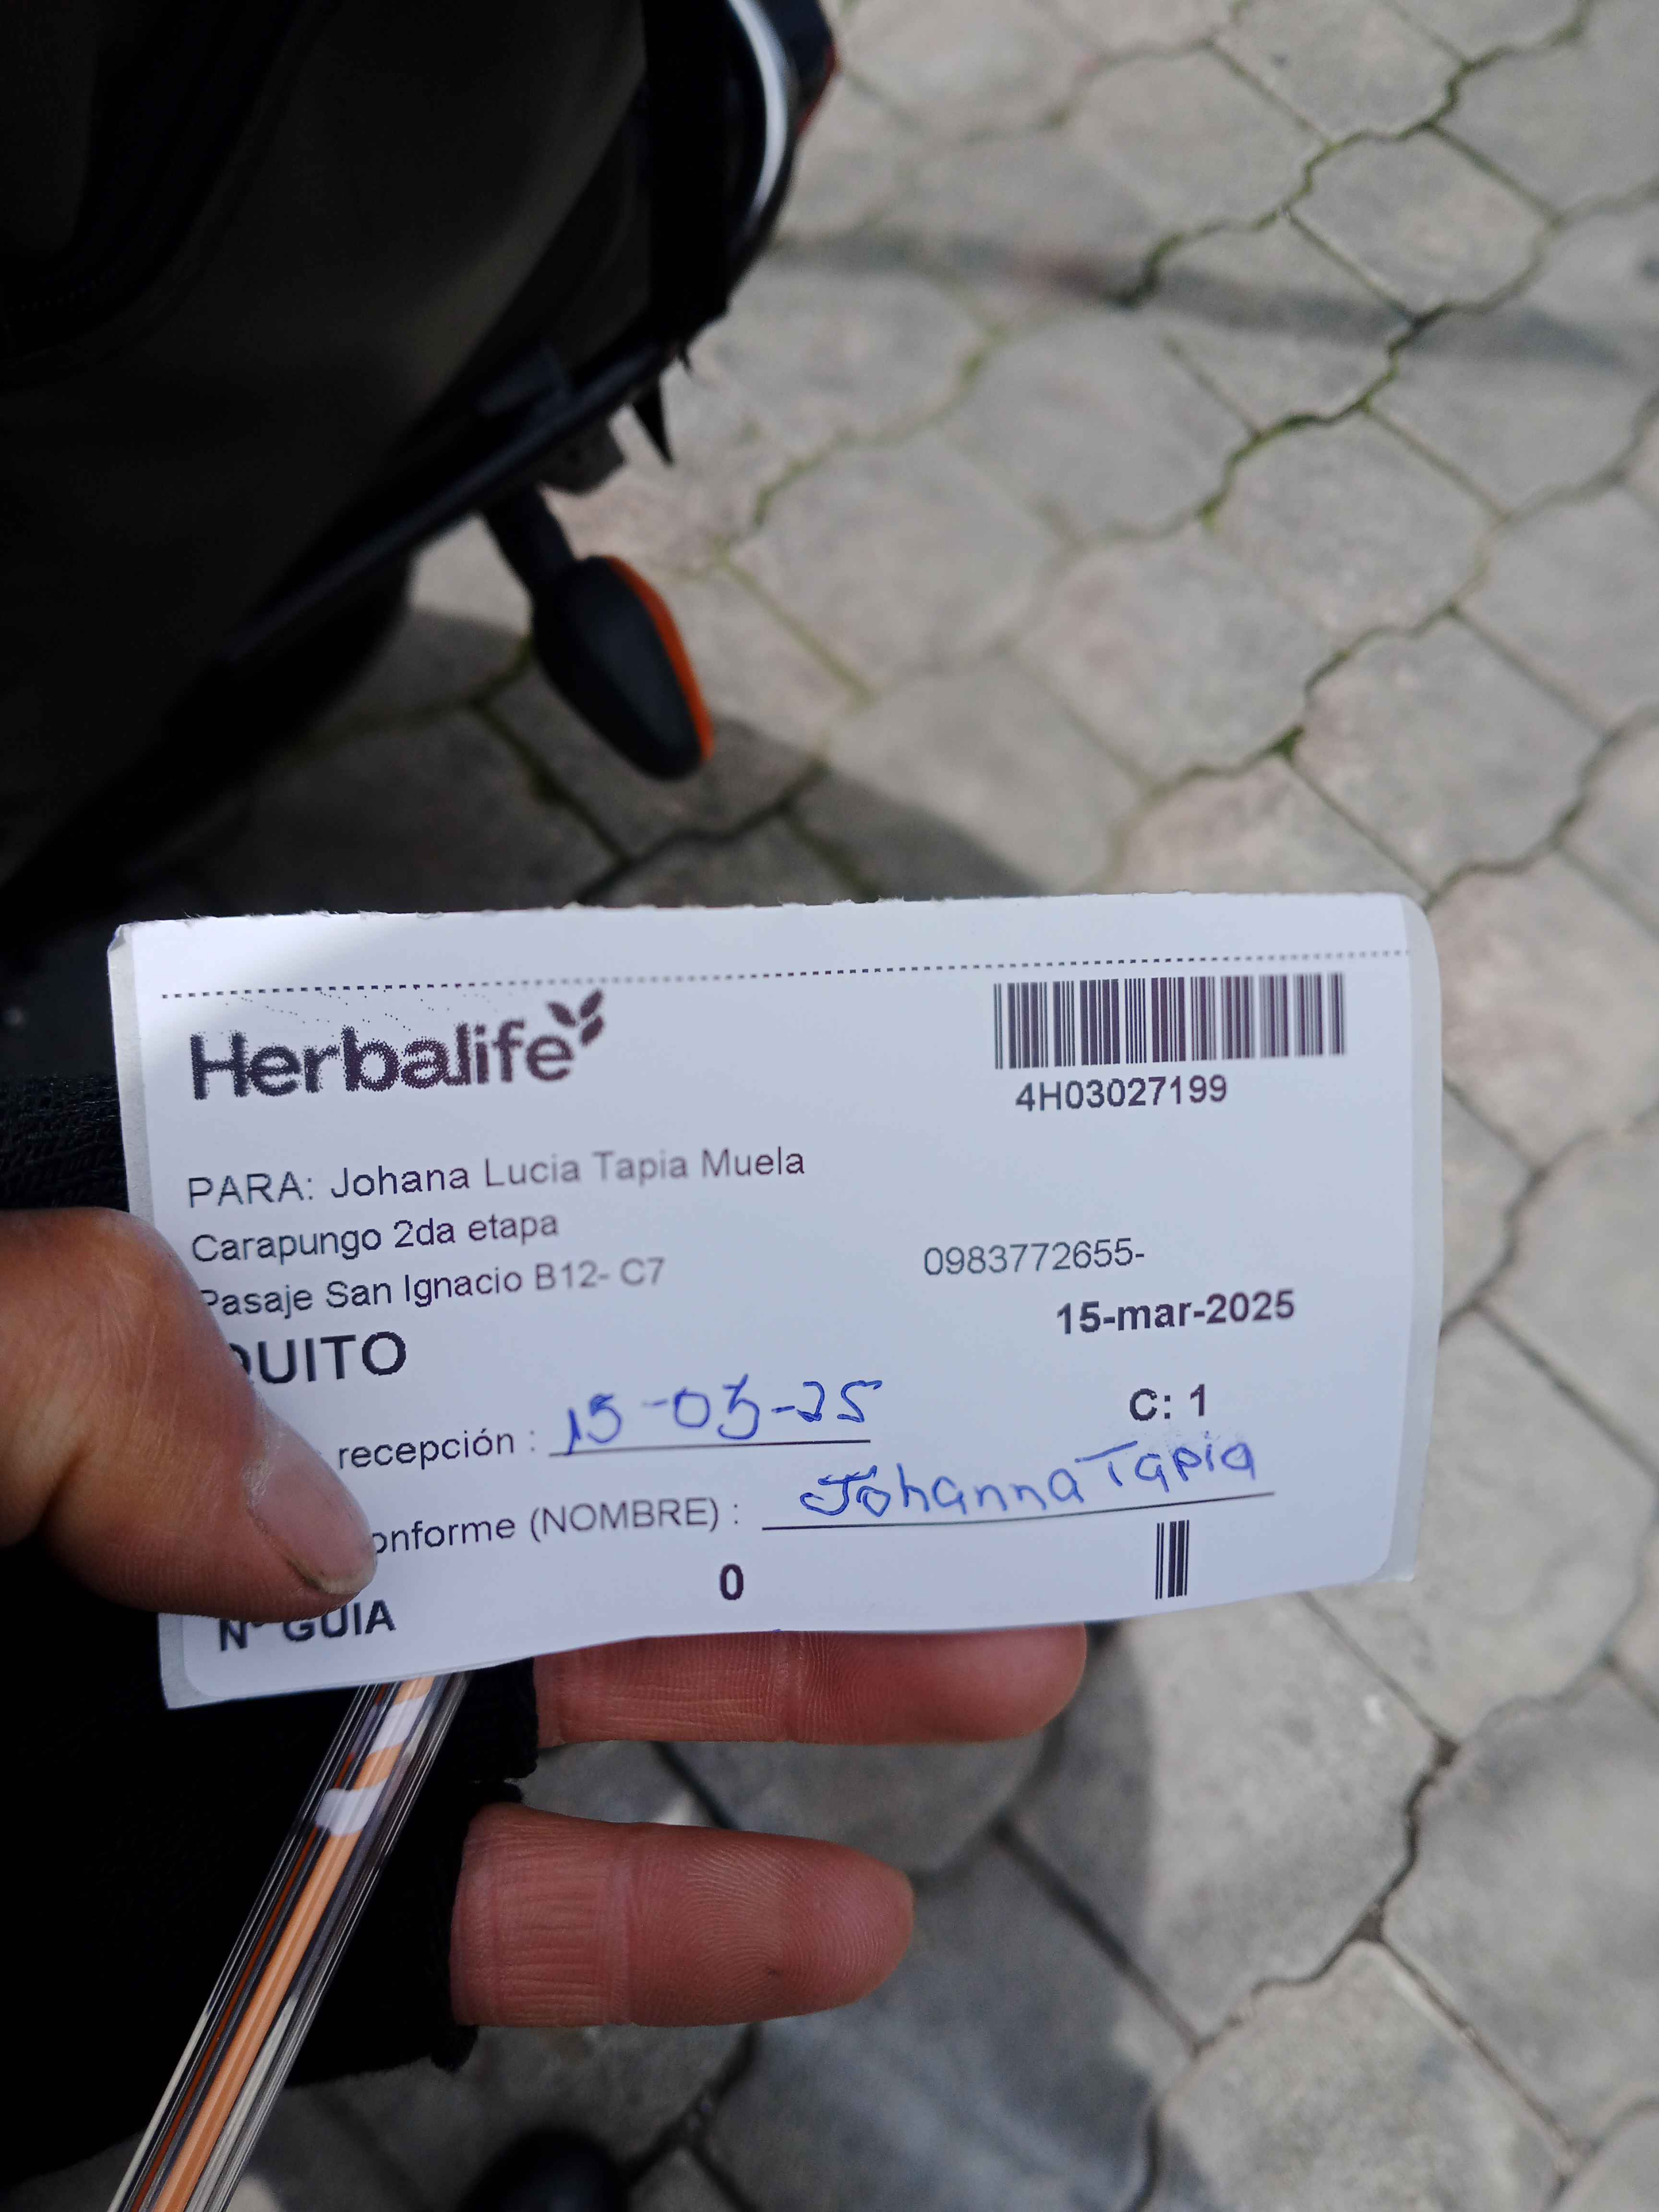 Herbalife
4H03027199
PARA: Johana Lucia Tapia Muela
Carapungo 2da etapa
Pasaje San Ignacio B12- C7
0983772655-
QUITO
15-mar-2025
recepción : 15-03-25
C: 1
onforme (NOMBRE) : Johanna Tapia
N° GUIA 0